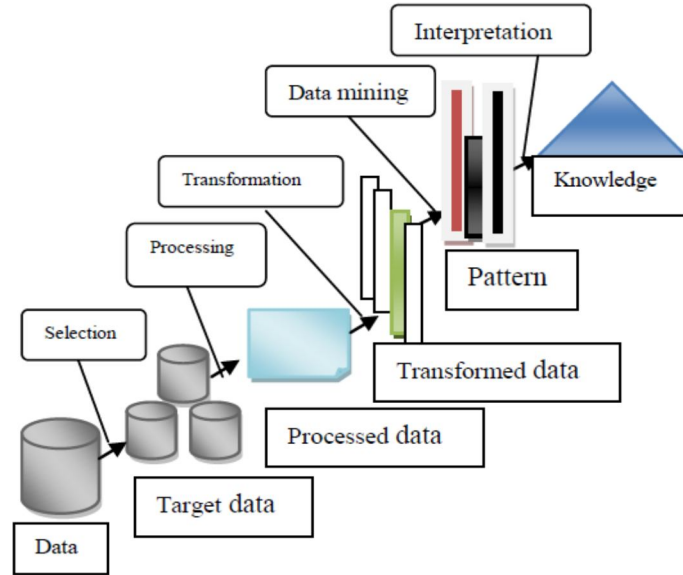 Interpretation
Data mining
Knowledge
Transformation
Processing
Pattern
Selection
Transformed data
Processed data
Target data
Data